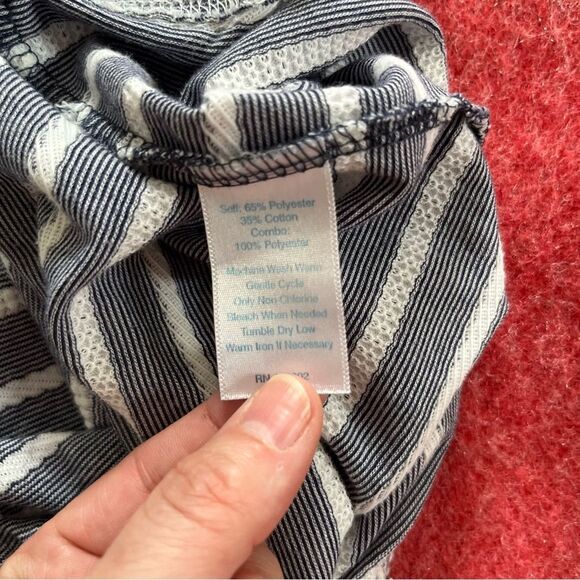 Self: 65% Polyester
35% Cotton
Combo:
100% Polyester
Machine Wash Warm
Gentle Cycle
Only Non Chlorine
Bleach When Needed
Tumble Dry Low
Warm Iron If Necessary
RN